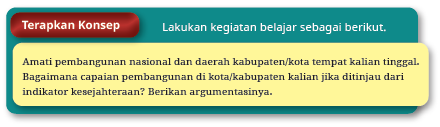 Terapkan Konsep
Lakukan kegiatan belajar sebagai berikut.
Amati pembangunan nasional dan daerah kabupaten/kota tempat kalian tinggal.
Bagaimana capaian pembangunan di kota/kabupaten kalian jika ditinjau dari
indikator kesejahteraan? Berikan argumentasinya.